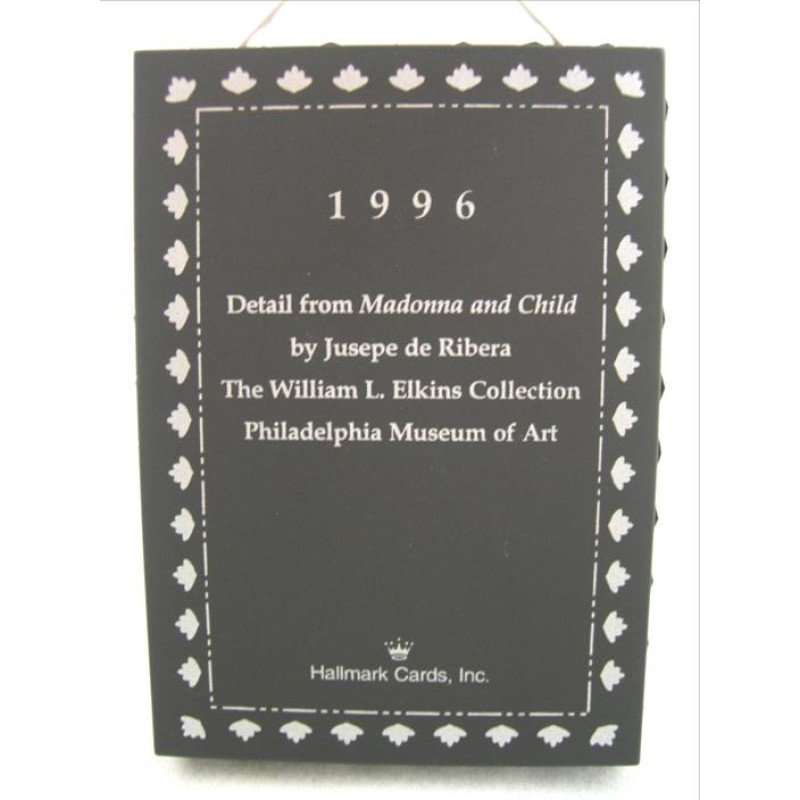 1996
Detail from Madonna and Child
by Jusepe de Ribera
The William L. Elkins Collection
Philadelphia Museum of Art
Hallmark Cards, Inc.